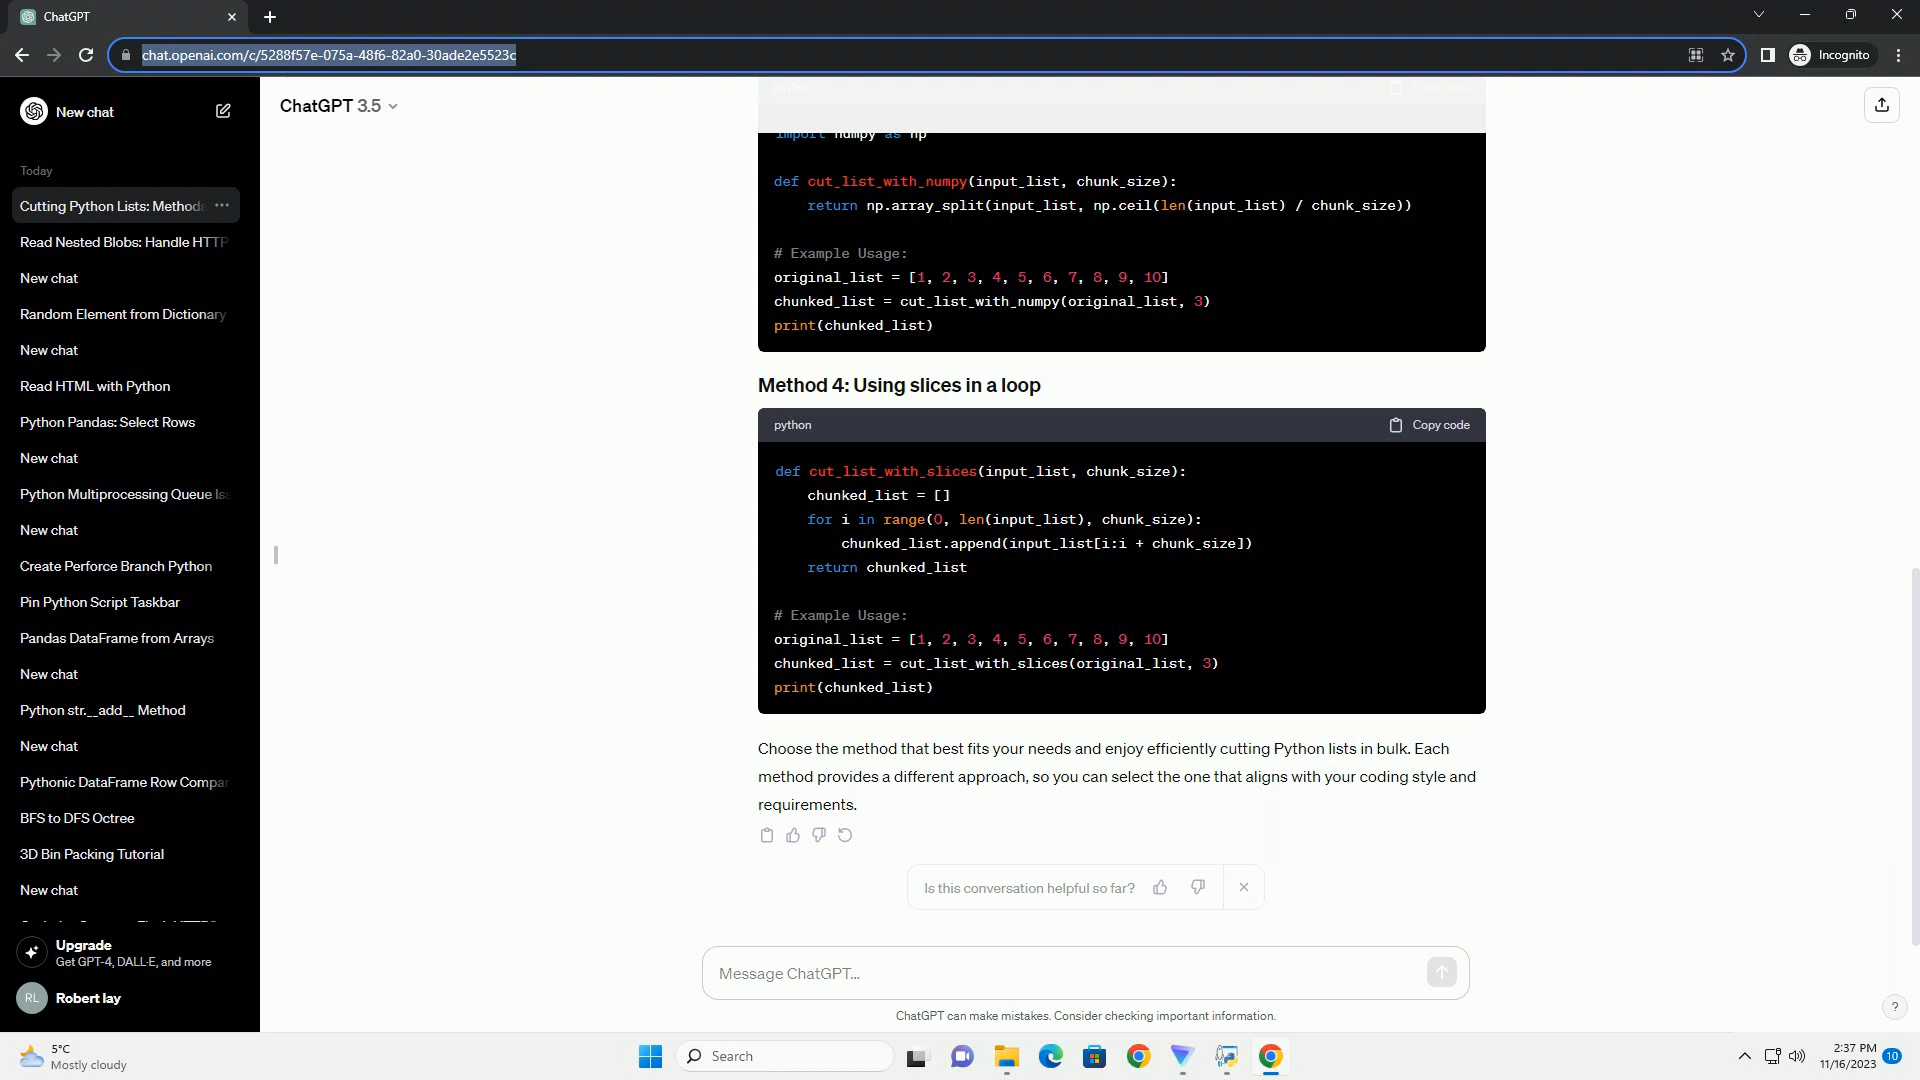 ChatGPT
chat.openai.com/c/5288f57e-075a-48f6-82a0-30ade2e5523c
Incognito
New chat
Today
Cutting Python Lists: Methods
Read Nested Blobs: Handle HTTP
New chat
Random Element from Dictionary
New chat
Read HTML with Python
Python Pandas: Select Rows
New chat
Python Multiprocessing Queue Iss
New chat
Create Perforce Branch Python
Pin Python Script Taskbar
Pandas DataFrame from Arrays
New chat
Python str.__add__ Method
New chat
Pythonic DataFrame Row Compar
BFS to DFS Octree
3D Bin Packing Tutorial
New chat
Upgrade
Get GPT-4, DALL·E, and more
RL Robert lay
ChatGPT 3.5
import numpy as np
def cut_list_with_numpy(input_list, chunk_size):
return np.array_split(input_list, np.ceil(len(input_list) / chunk_size))
# Example Usage:
original_list = [1, 2, 3, 4, 5, 6, 7, 8, 9, 10]
chunked_list = cut_list_with_numpy(original_list, 3)
print(chunked_list)
Method 4: Using slices in a loop
python Copy code
def cut_list_with_slices(input_list, chunk_size):
chunked_list = []
for i in range(0, len(input_list), chunk_size):
chunked_list.append(input_list[i:i + chunk_size])
return chunked_list
# Example Usage:
original_list = [1, 2, 3, 4, 5, 6, 7, 8, 9, 10]
chunked_list = cut_list_with_slices(original_list, 3)
print(chunked_list)
Choose the method that best fits your needs and enjoy efficiently cutting Python lists in bulk. Each
method provides a different approach, so you can select the one that aligns with your coding style and
requirements.
Is this conversation helpful so far?
Message ChatGPT...
ChatGPT can make mistakes. Consider checking important information.
?
5°C
Mostly cloudy
Search
2:37 PM
11/16/2023
10